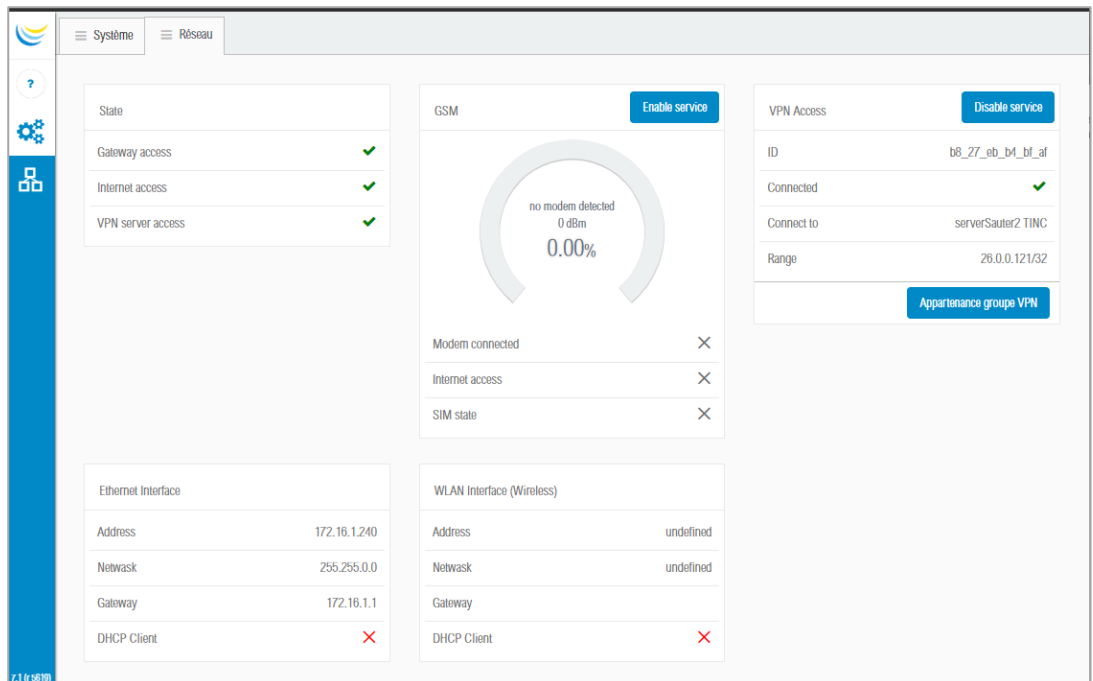 Système
Réseau
?
State
Gateway access
Internet access
VPN server access
GSM
Enable service
no modem detected
0 dBm
0.00%
Modem connected
Internet access
SIM state
VPN Access
Disable service
ID b8_27_eb_b4_bf_af
Connected
Connect to serverSauter2 TINC
Range 26.0.0.121/32
Appartenance groupe VPN
Ethernet Interface
Address 172.16.1.240
Netwask 255.255.0.0
Gateway 172.16.1.1
DHCP Client
WLAN Interface (Wireless)
Address undefined
Netwask undefined
Gateway
DHCP Client
7.1 (r.5619)